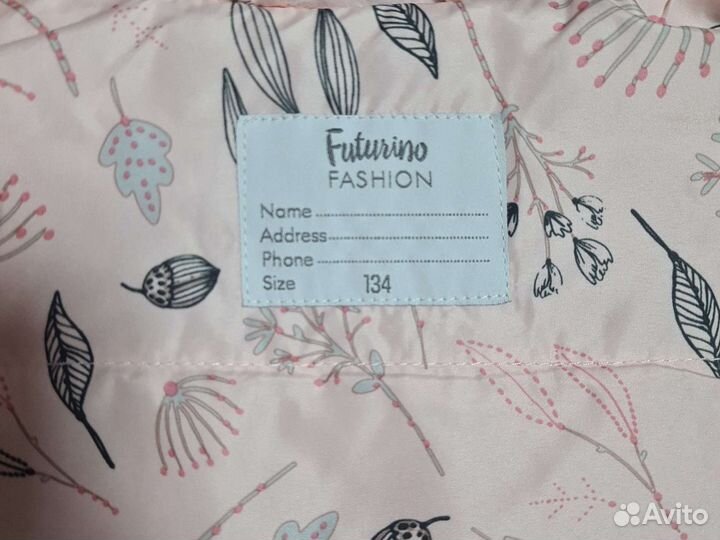 Futurino
FASHION
Name
Address
Phone
Size 134
Avito